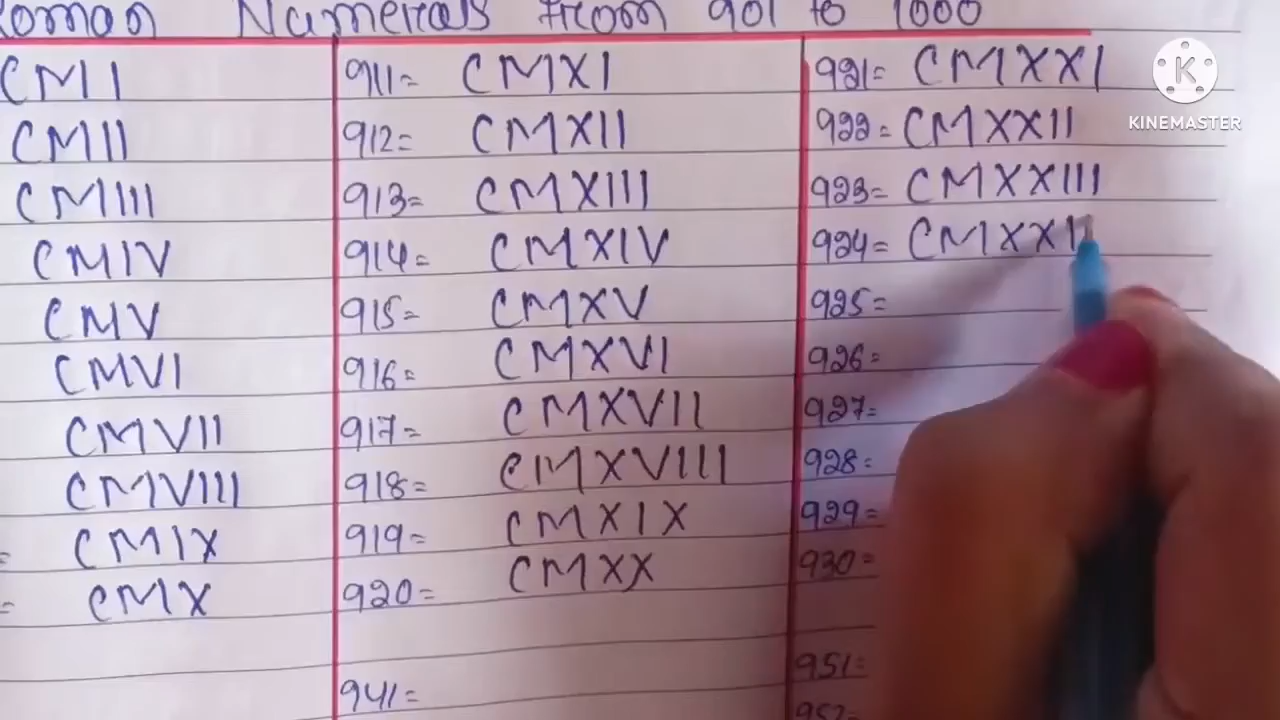 Roman Numerals From 901 to 1000
CMI 911= CMXI 921= CMXXI
CMII 912= CMXII 922= CMXXII
CMIII 913= CMXIII 923= CMXXIII
CMIV 914= CMXIV 924= CMXXI
CMV 915= CMXV 925=
CMVI 916= CMXVI 926=
CMVII 917= CMXVII 927=
CMVIII 918= CMXVIII 928=
= CMIX 919= CMXIX 929=
= CMX 920= CMXX 930=
951=
941=
952=
K
KINEMASTER